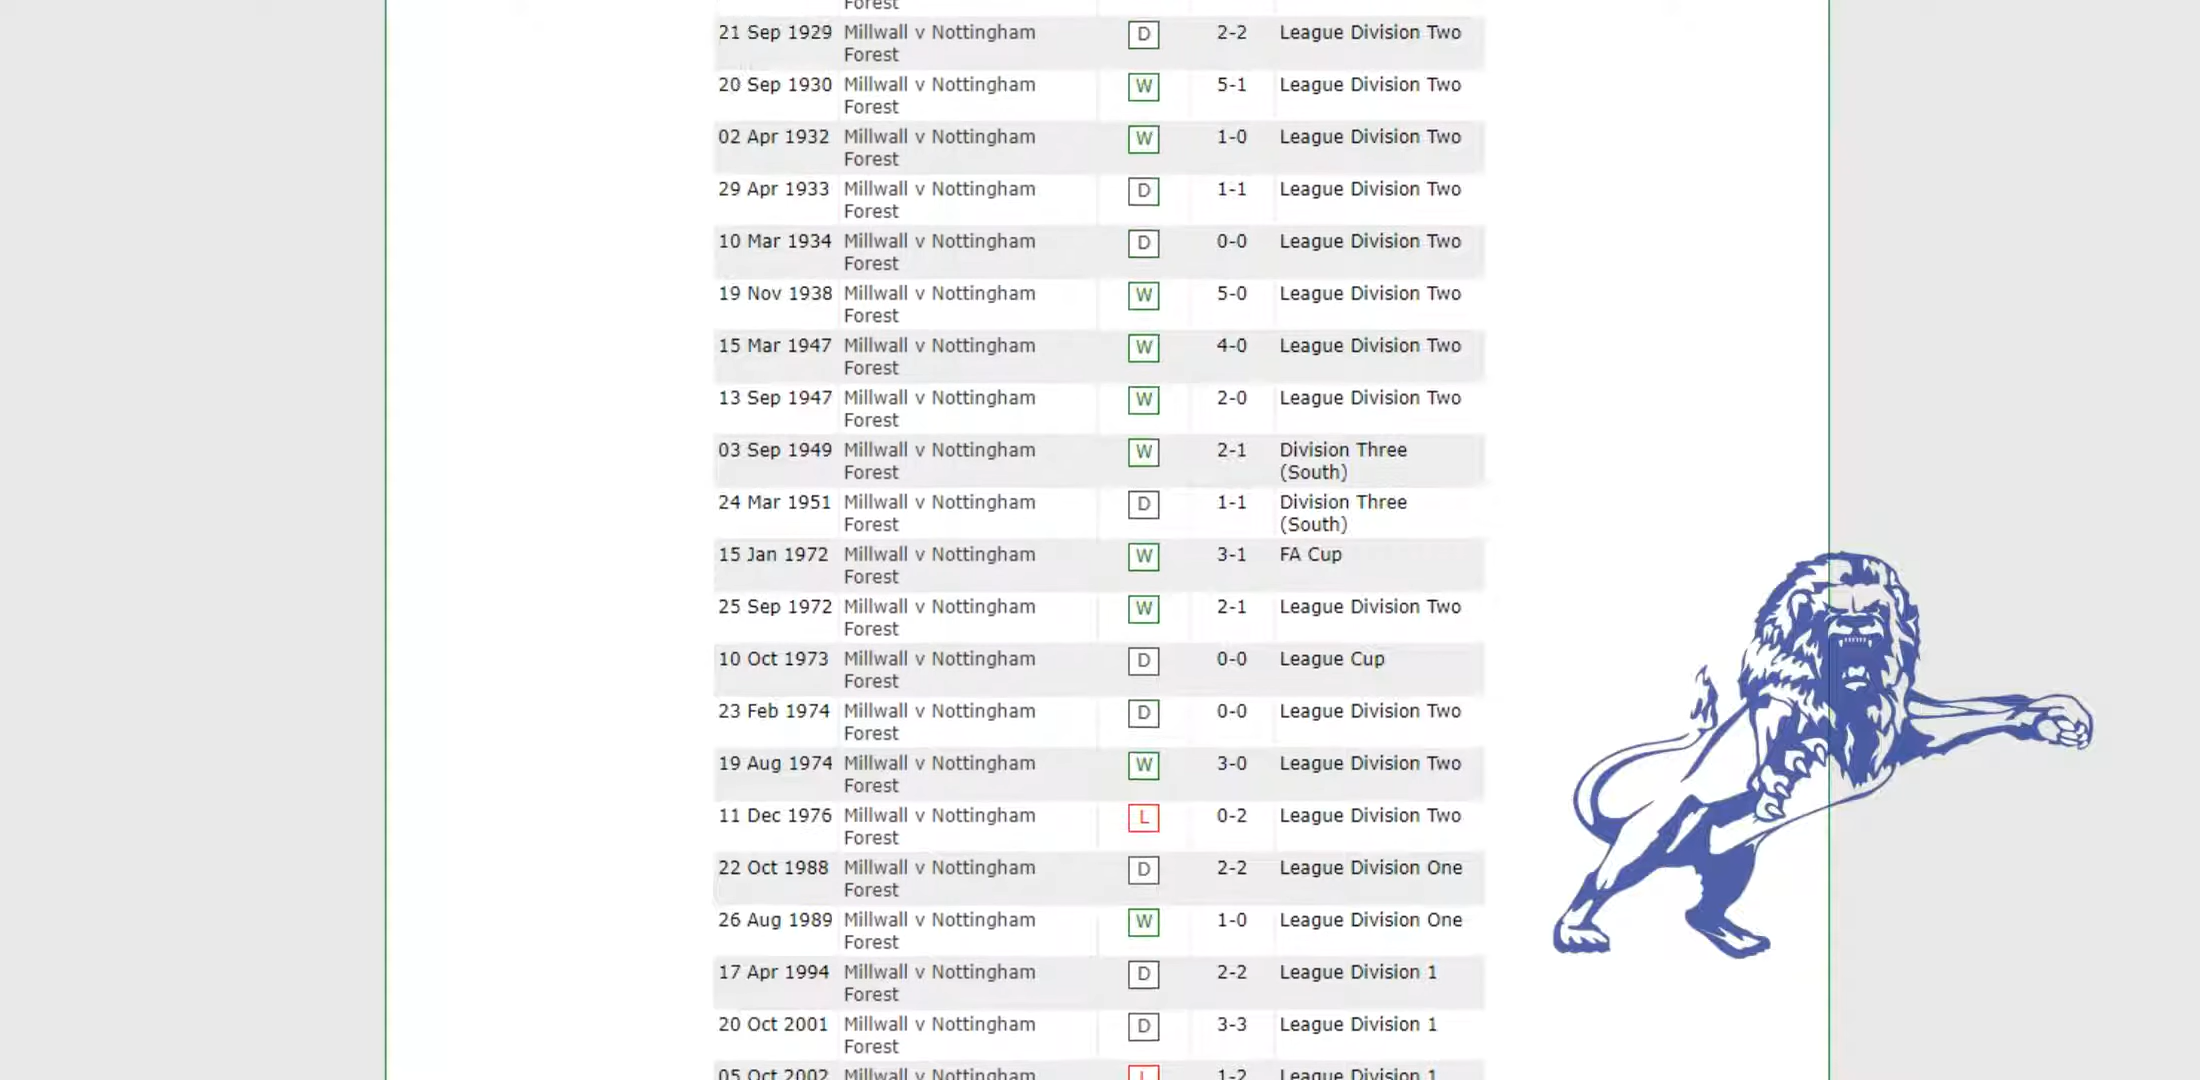 Forest
21 Sep 1929 Millwall v Nottingham Forest D 2-2 League Division Two
20 Sep 1930 Millwall v Nottingham Forest W 5-1 League Division Two
02 Apr 1932 Millwall v Nottingham Forest W 1-0 League Division Two
29 Apr 1933 Millwall v Nottingham Forest D 1-1 League Division Two
10 Mar 1934 Millwall v Nottingham Forest D 0-0 League Division Two
19 Nov 1938 Millwall v Nottingham Forest W 5-0 League Division Two
15 Mar 1947 Millwall v Nottingham Forest W 4-0 League Division Two
13 Sep 1947 Millwall v Nottingham Forest W 2-0 League Division Two
03 Sep 1949 Millwall v Nottingham Forest W 2-1 Division Three (South)
24 Mar 1951 Millwall v Nottingham Forest D 1-1 Division Three (South)
15 Jan 1972 Millwall v Nottingham Forest W 3-1 FA Cup
25 Sep 1972 Millwall v Nottingham Forest W 2-1 League Division Two
10 Oct 1973 Millwall v Nottingham Forest D 0-0 League Cup
23 Feb 1974 Millwall v Nottingham Forest D 0-0 League Division Two
19 Aug 1974 Millwall v Nottingham Forest W 3-0 League Division Two
11 Dec 1976 Millwall v Nottingham Forest L 0-2 League Division Two
22 Oct 1988 Millwall v Nottingham Forest D 2-2 League Division One
26 Aug 1989 Millwall v Nottingham Forest W 1-0 League Division One
17 Apr 1994 Millwall v Nottingham Forest D 2-2 League Division 1
20 Oct 2001 Millwall v Nottingham Forest D 3-3 League Division 1
05 Oct 2002 Millwall v Nottingham L 1-2 League Division 1